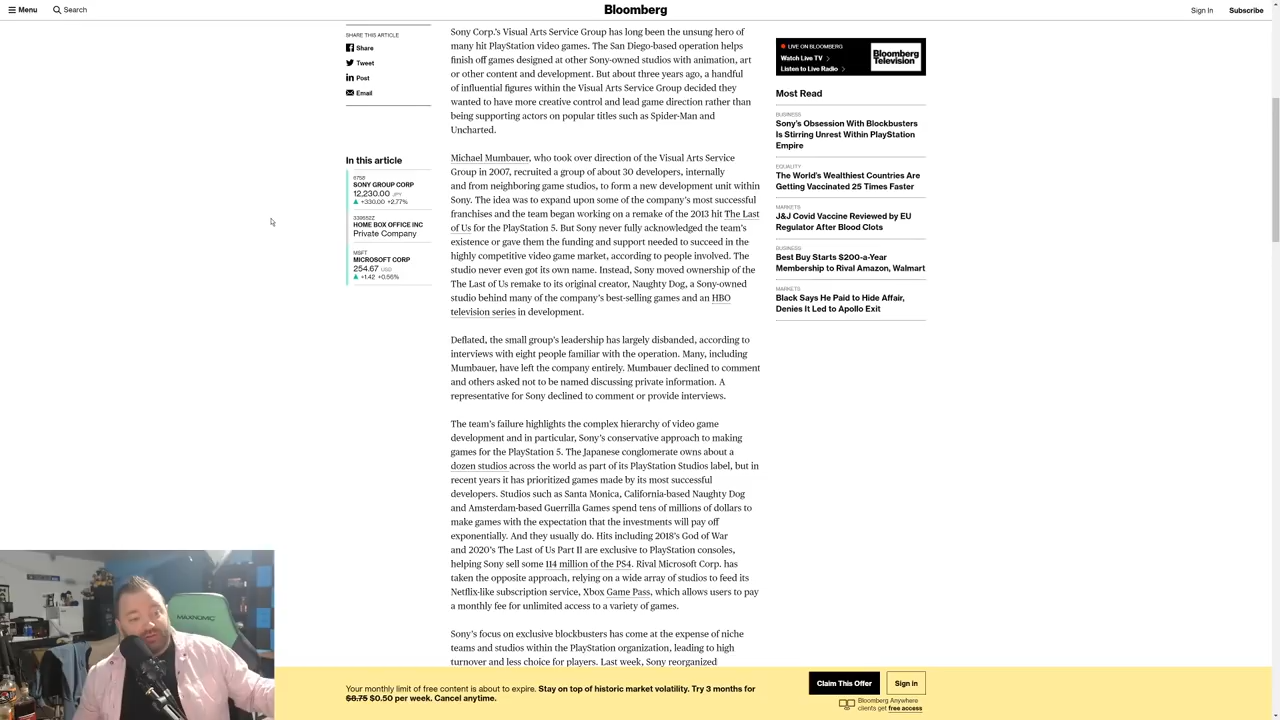 Menu
Search
Bloomberg
Sign In
Subscribe
SHARE THIS ARTICLE
Share
Tweet
Post
Email
In this article
6758
SONY GROUP CORP
12,230.00 JPY
▲ +330.00 +2.77%
339552Z
HOME BOX OFFICE INC
Private Company
MSFT
MICROSOFT CORP
254.67 USD
▲ +1.42 +0.56%
Sony Corp.'s Visual Arts Service Group has long been the unsung hero of
many hit PlayStation video games. The San Diego-based operation helps
finish off games designed at other Sony-owned studios with animation, art
or other content and development. But about three years ago, a handful
of influential figures within the Visual Arts Service Group decided they
wanted to have more creative control and lead game direction rather than
being supporting actors on popular titles such as Spider-Man and
Uncharted.
Michael Mumbauer, who took over direction of the Visual Arts Service
Group in 2007, recruited a group of about 30 developers, internally
and from neighboring game studios, to form a new development unit within
Sony. The idea was to expand upon some of the company's most successful
franchises and the team began working on a remake of the 2013 hit The Last
of Us for the PlayStation 5. But Sony never fully acknowledged the team's
existence or gave them the funding and support needed to succeed in the
highly competitive video game market, according to people involved. The
studio never even got its own name. Instead, Sony moved ownership of the
The Last of Us remake to its original creator, Naughty Dog, a Sony-owned
studio behind many of the company's best-selling games and an HBO
television series in development.
Deflated, the small group's leadership has largely disbanded, according to
interviews with eight people familiar with the operation. Many, including
Mumbauer, have left the company entirely. Mumbauer declined to comment
and others asked not to be named discussing private information. A
representative for Sony declined to comment or provide interviews.
The team's failure highlights the complex hierarchy of video game
development and in particular, Sony's conservative approach to making
games for the PlayStation 5. The Japanese conglomerate owns about a
dozen studios across the world as part of its PlayStation Studios label, but in
recent years it has prioritized games made by its most successful
developers. Studios such as Santa Monica, California-based Naughty Dog
and Amsterdam-based Guerrilla Games spend tens of millions of dollars to
make games with the expectation that the investments will pay off
exponentially. And they usually do. Hits including 2018's God of War
and 2020's The Last of Us Part II are exclusive to PlayStation consoles,
helping Sony sell some 114 million of the PS4. Rival Microsoft Corp. has
taken the opposite approach, relying on a wide array of studios to feed its
Netflix-like subscription service, Xbox Game Pass, which allows users to pay
a monthly fee for unlimited access to a variety of games.
Sony's focus on exclusive blockbusters has come at the expense of niche
teams and studios within the PlayStation organization, leading to high
turnover and less choice for players. Last week, Sony reorganized
LIVE ON BLOOMBERG
Watch Live TV
Listen to Live Radio
Bloomberg
Television
Most Read
BUSINESS
Sony's Obsession With Blockbusters
Is Stirring Unrest Within PlayStation
Empire
EQUALITY
The World's Wealthiest Countries Are
Getting Vaccinated 25 Times Faster
MARKETS
J&J Covid Vaccine Reviewed by EU
Regulator After Blood Clots
BUSINESS
Best Buy Starts $200-a-Year
Membership to Rival Amazon, Walmart
MARKETS
Black Says He Paid to Hide Affair,
Denies It Led to Apollo Exit
MAXNOMIC
Your monthly limit of free content is about to expire. Stay on top of historic market volatility. Try 3 months for
$8.75 $0.50 per week. Cancel anytime.
Claim This Offer
Sign in
Bloomberg Anywhere
clients get free access